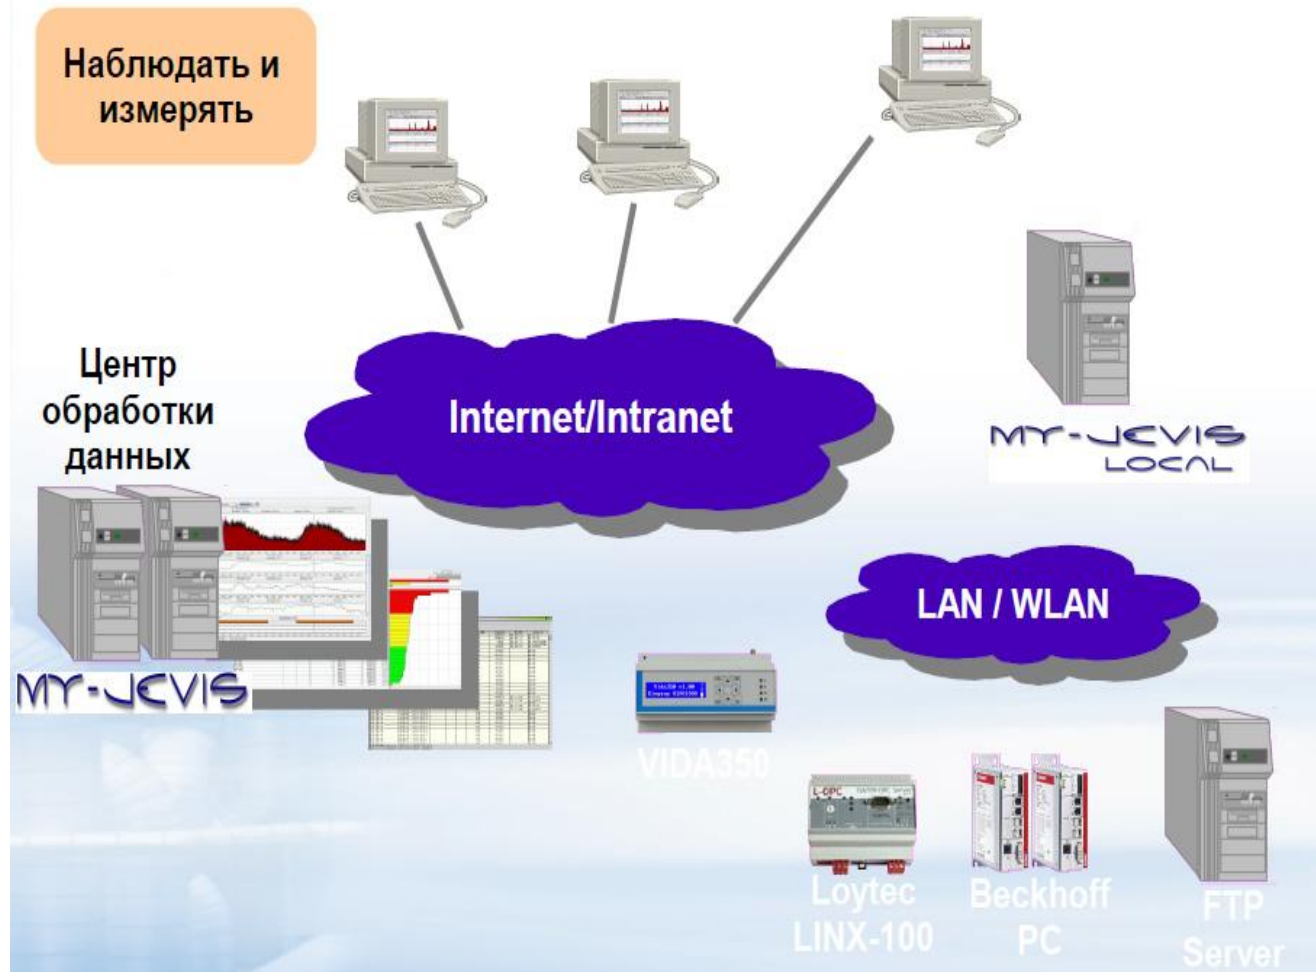 Наблюдать и
измерять
Internet/Intranet
Центр
обработки
данных
MY-JEVIS
LOCAL
LAN / WLAN
MY-JEVIS
VIDA350
L-OPC
Loytec
LINX-100
Beckhoff
PC
FTP
Server